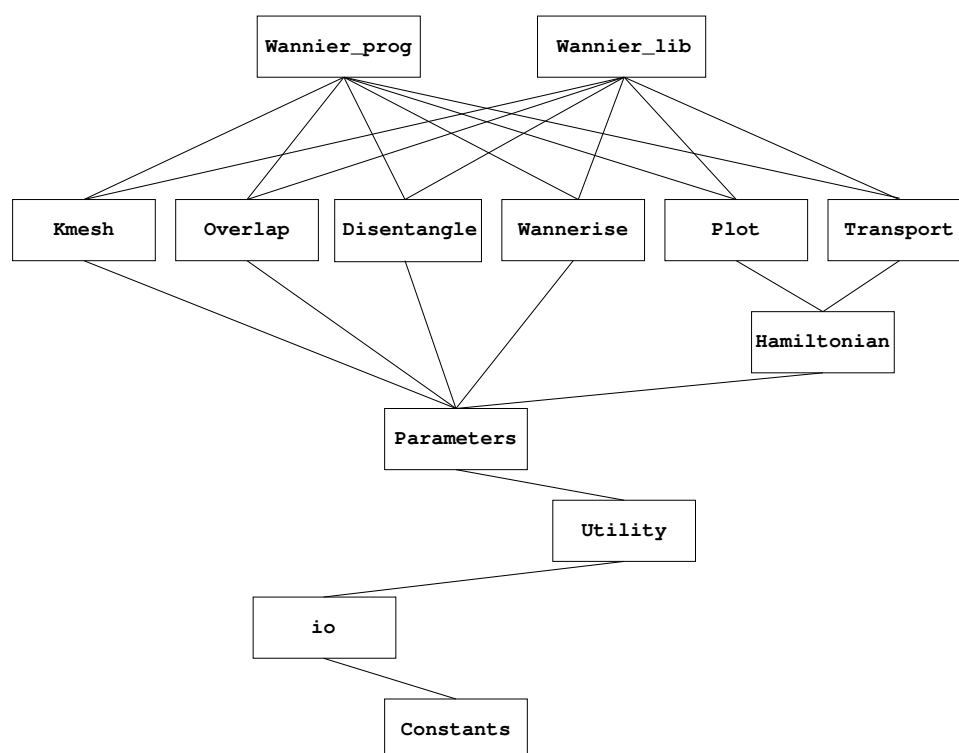 Wannier_prog
Wannier_lib
Kmesh
Overlap
Disentangle
Wannerise
Plot
Transport
Hamiltonian
Parameters
Utility
io
Constants